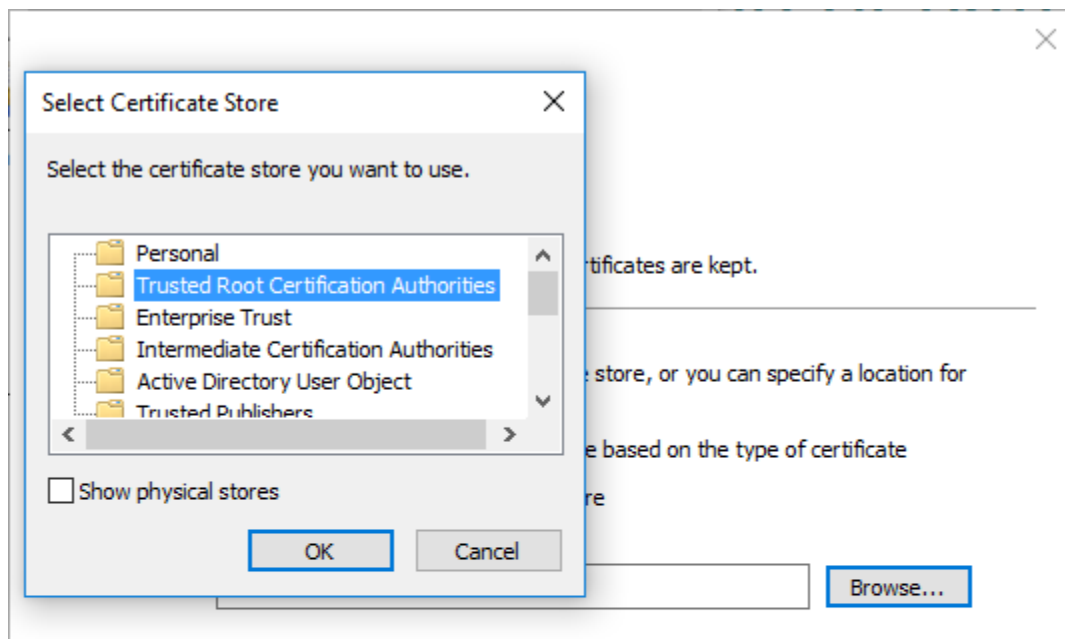 Select Certificate Store
Select the certificate store you want to use.
Personal
Trusted Root Certification Authorities
Enterprise Trust
Intermediate Certification Authorities
Active Directory User Object
Trusted Publishers
Show physical stores
OK
Cancel
are kept.
store, or you can specify a location for
based on the type of certificate
Browse...